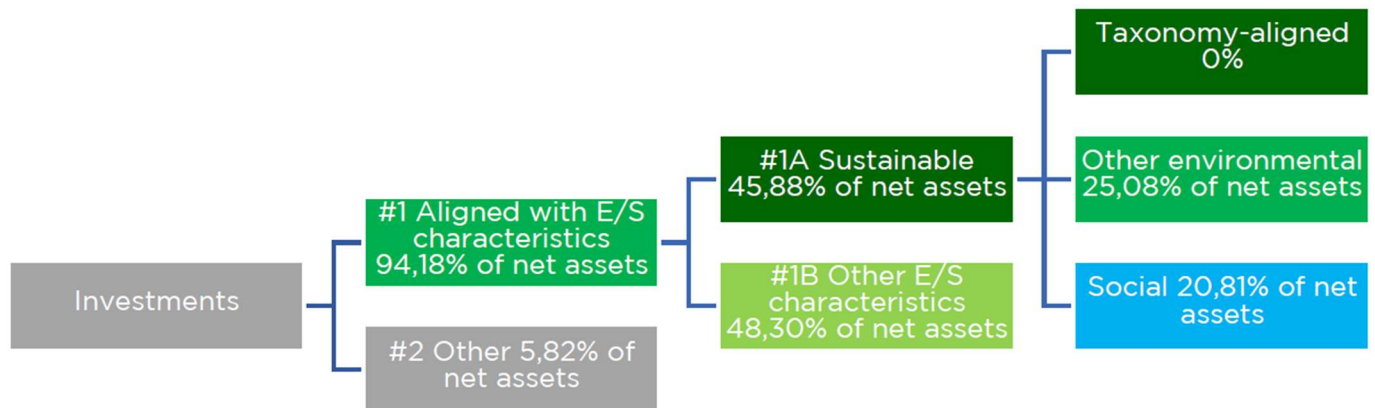 Investments
#1 Aligned with E/S
characteristics
94,18% of net assets
#2 Other 5,82% of
net assets
#1A Sustainable
45,88% of net assets
#1B Other E/S
characteristics
48,30% of net assets
Taxonomy-aligned
0%
Other environmental
25,08% of net assets
Social 20,81% of net
assets